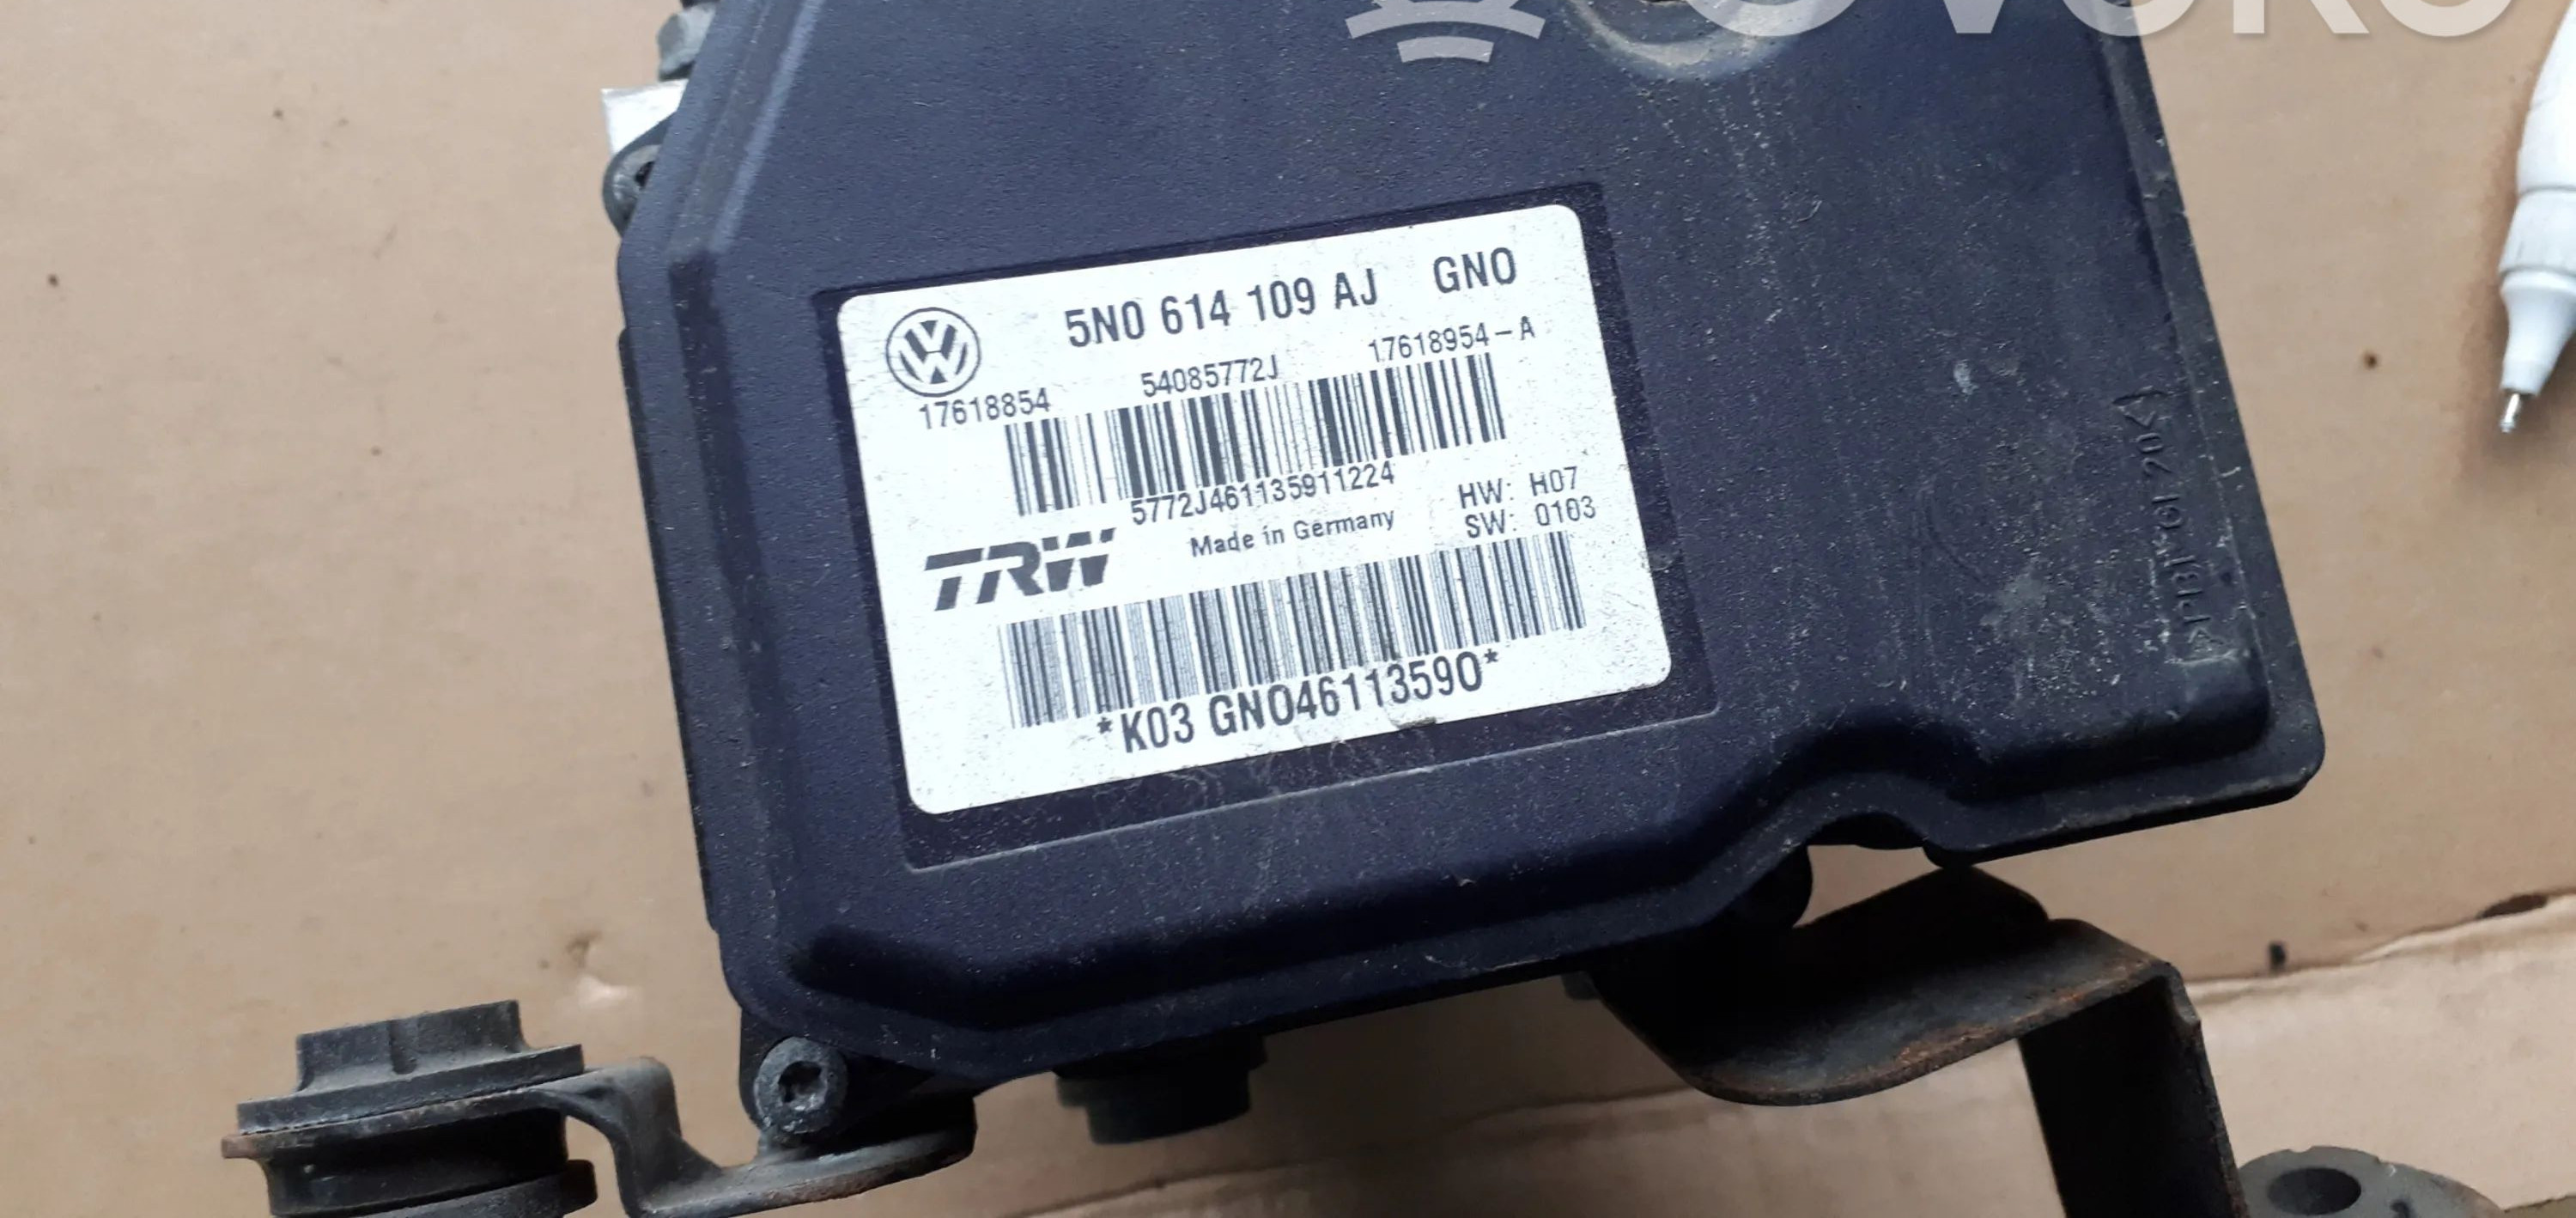 5N0 614 109 AJ GNO
17618854 54085772J 17618954-A
5772J461135911224
HW: H07
Made in Germany SW: 0103
TRW
*K03 GNO46113590*